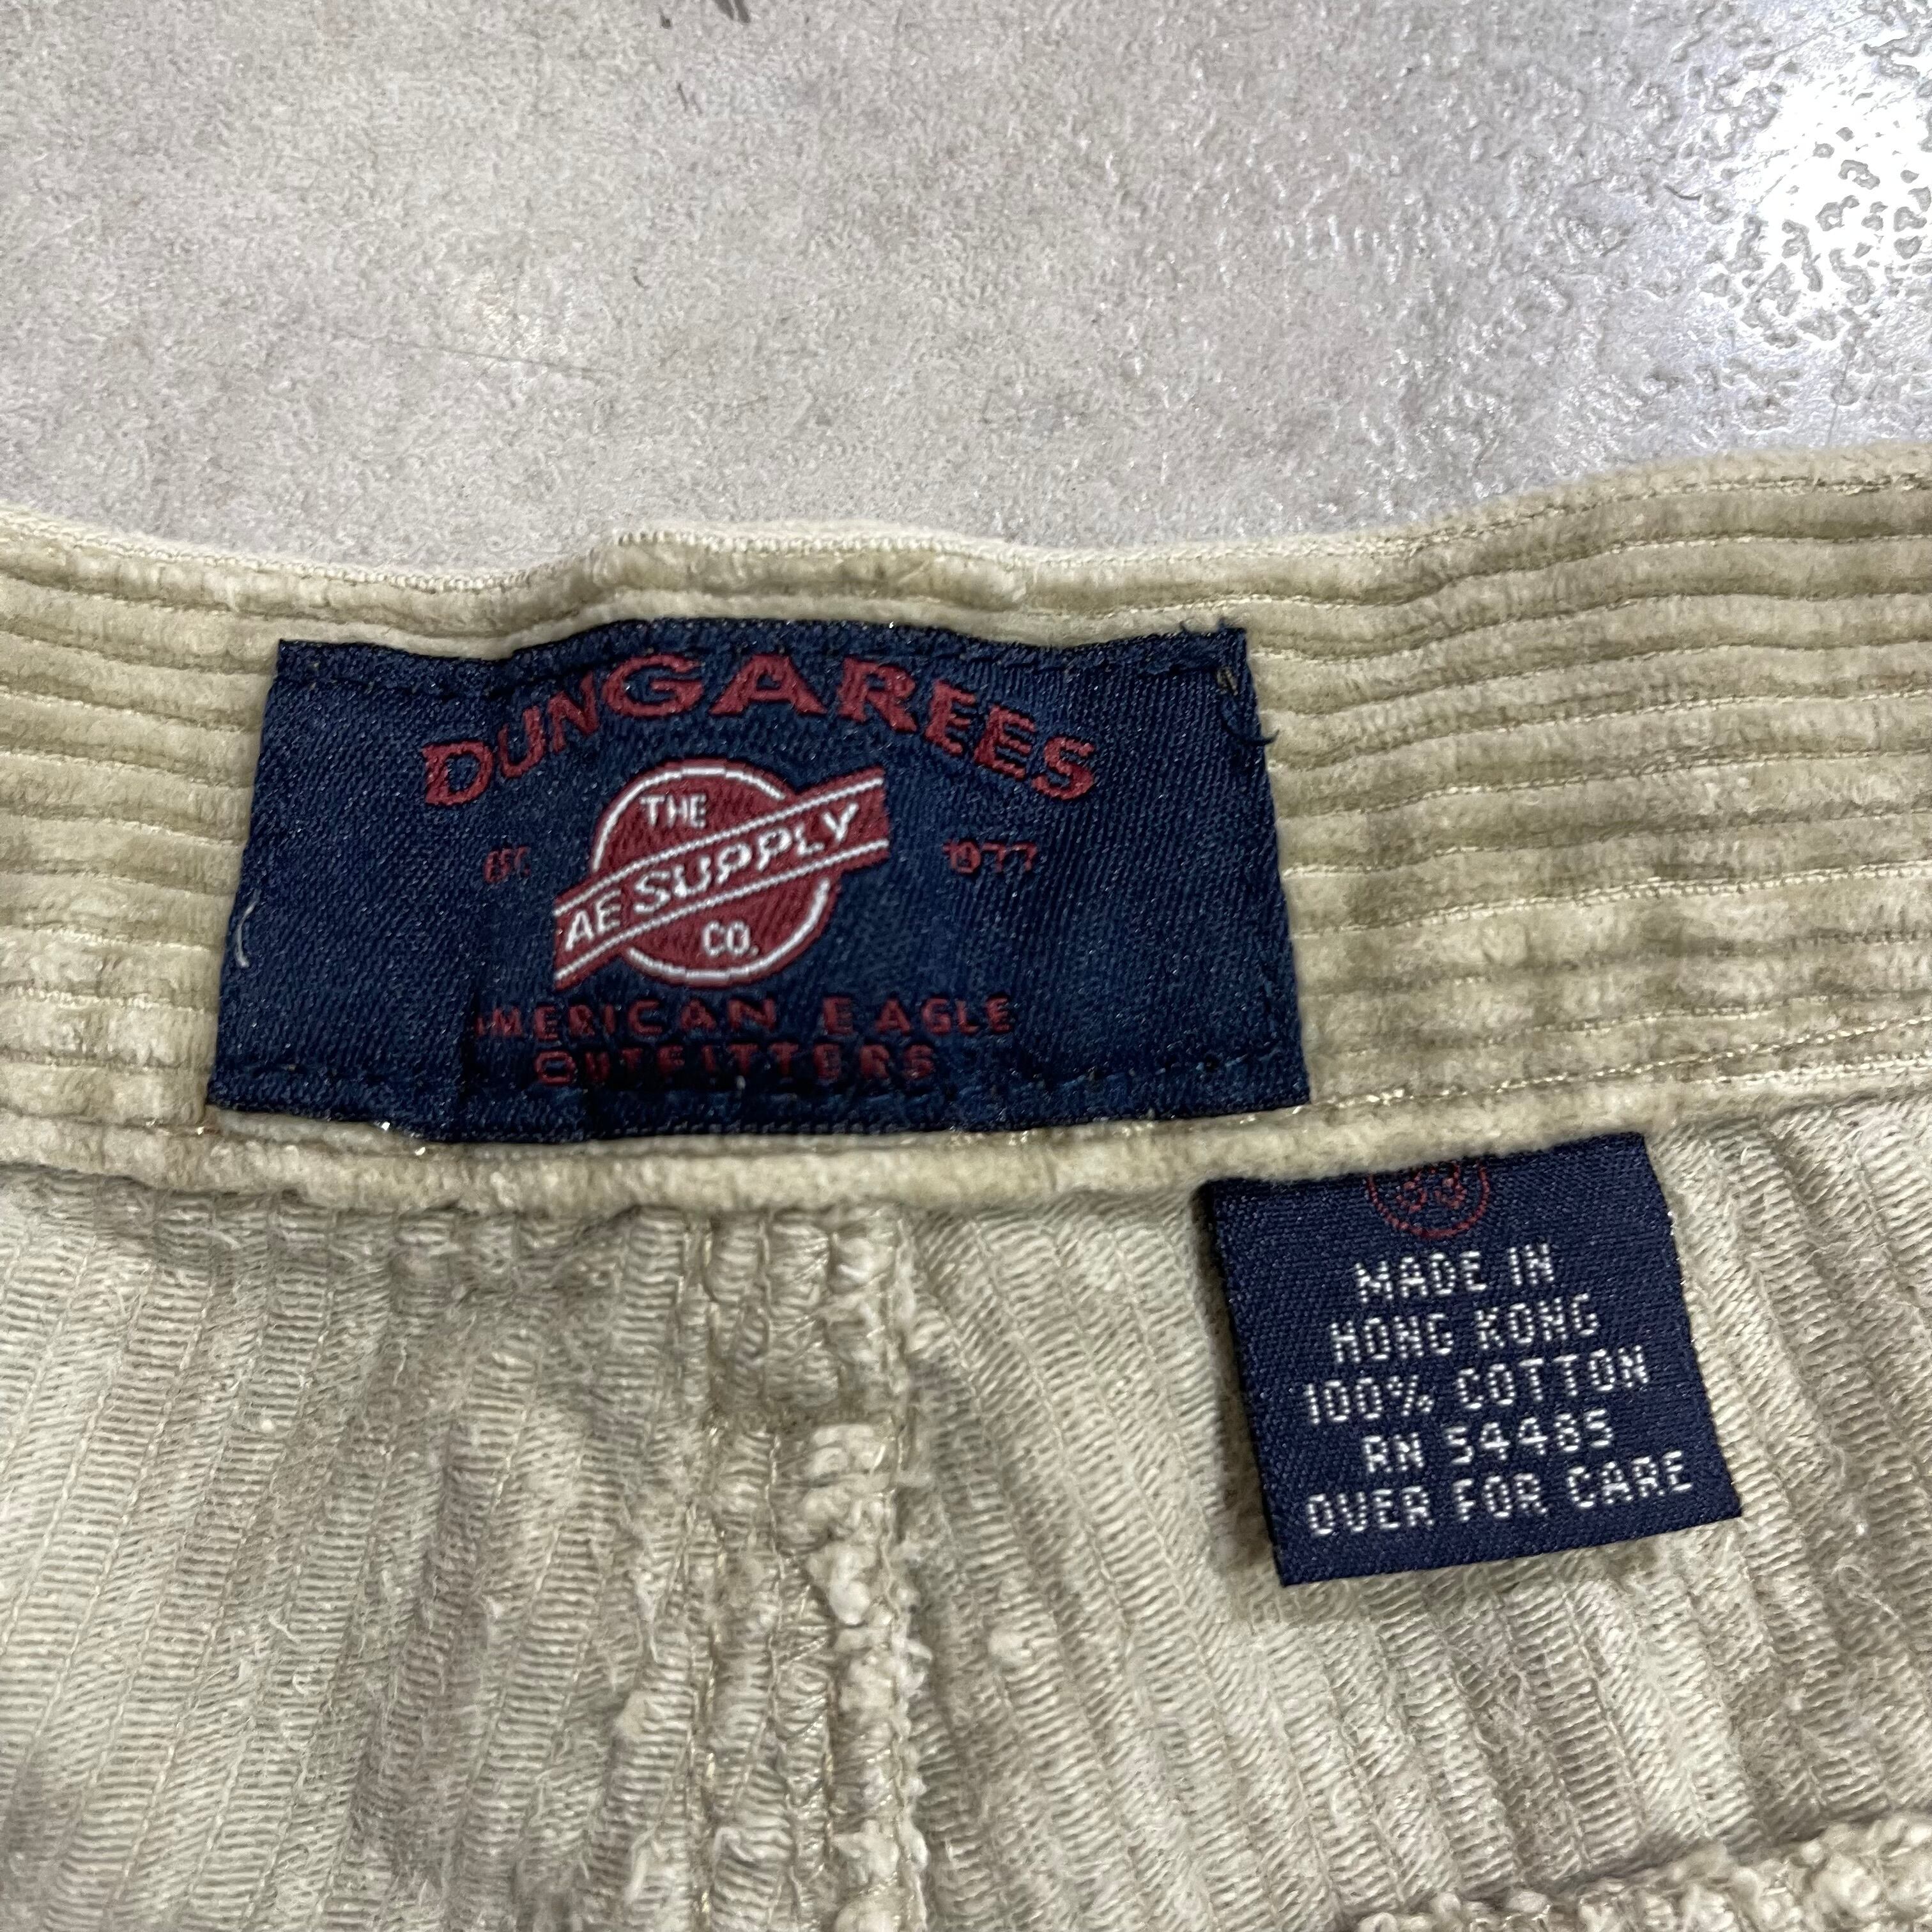 DUNGAREES
THE
AE SUPPLY
CO.
EST. 1977
AMERICAN EAGLE
OUTFITTERS
33
MADE IN
HONG KONG
100% COTTON
RN 54485
OVER FOR CARE